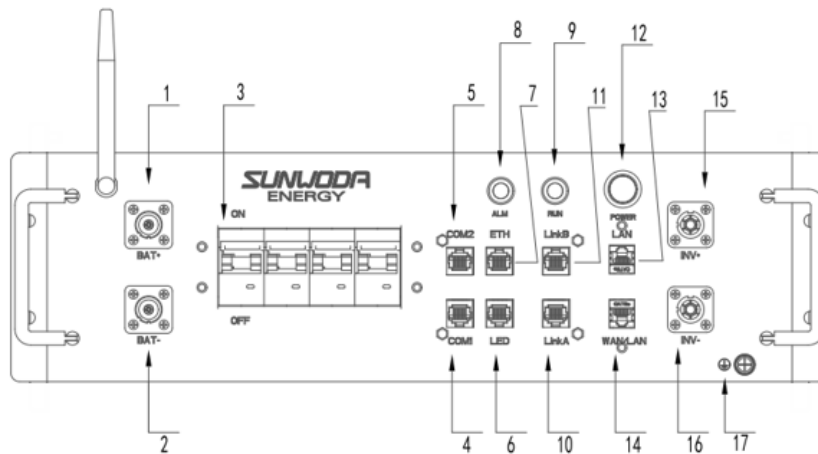 8 9 12
1 3 5 7 11 13 15
SUNWODA
ENERGY
ON
ALM RUN POWER
COM2 ETH LinkB LAN
BAT+ INV+
OFF
COM1 LED LinkA WAN/LAN
BAT- INV-
2 4 6 10 14 16 17